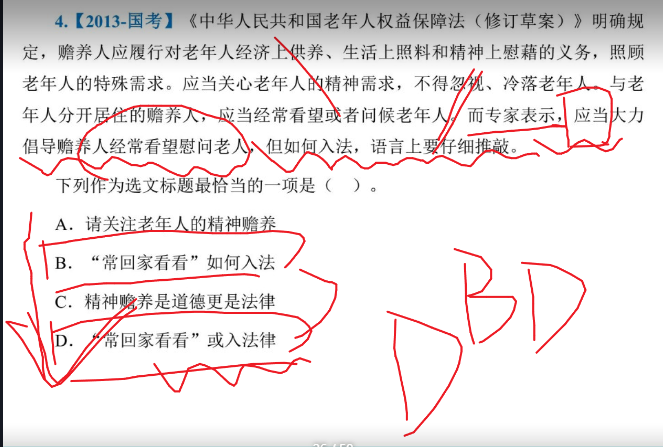 4.【2013-国考】《中华人民共和国老年人权益保障法（修订草案）》明确规
定，赡养人应履行对老年人经济上供养、生活上照料和精神上慰藉的义务，照顾
老年人的特殊需求。应当关心老年人的精神需求，不得忽视、冷落老年人。与老
年人分开居住的赡养人，应当经常看望或者问候老年人。而专家表示，应当大力
倡导赡养人经常看望慰问老人，但如何入法，语言上要仔细推敲。
下列作为选文标题最恰当的一项是（ ）。
A．请关注老年人的精神赡养
B．“常回家看看”如何入法
C．精神赡养是道德更是法律
D．“常回家看看”或入法律
BD
D